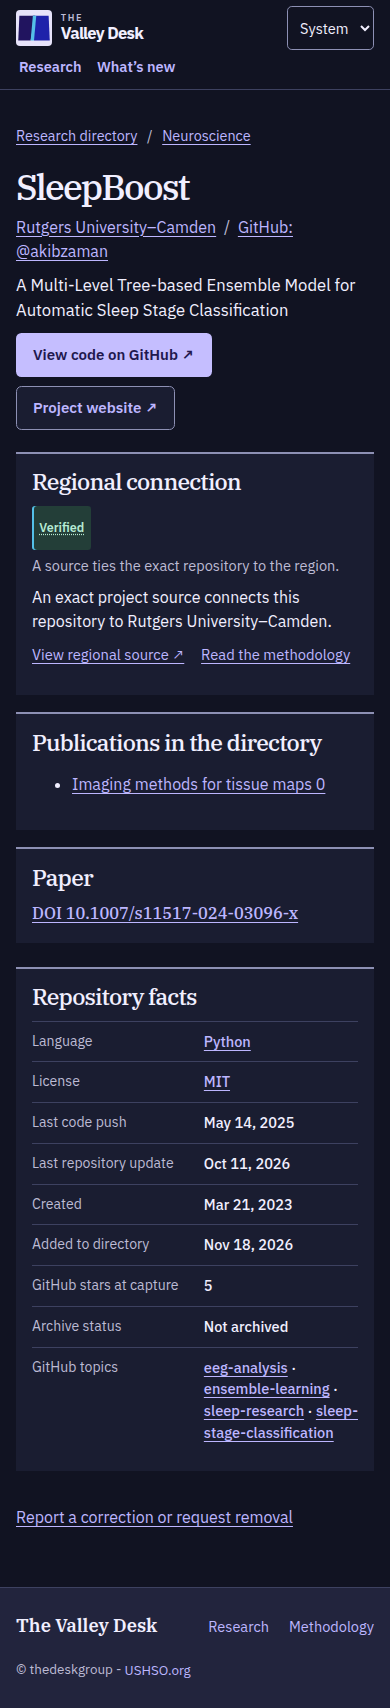 THE
Valley Desk
System
Research What's new
Research directory / Neuroscience
SleepBoost
Rutgers University–Camden / GitHub:
@akibzaman
A Multi-Level Tree-based Ensemble Model for
Automatic Sleep Stage Classification
View code on GitHub ↗
Project website ↗
Regional connection
Verified
A source ties the exact repository to the region.
An exact project source connects this
repository to Rutgers University–Camden.
View regional source ↗ Read the methodology
Publications in the directory
• Imaging methods for tissue maps 0
Paper
DOI 10.1007/s11517-024-03096-x
Repository facts
Language Python
License MIT
Last code push May 14, 2025
Last repository update Oct 11, 2026
Created Mar 21, 2023
Added to directory Nov 18, 2026
GitHub stars at capture 5
Archive status Not archived
GitHub topics eeg-analysis ·
ensemble-learning ·
sleep-research · sleep-
stage-classification
Report a correction or request removal
The Valley Desk Research Methodology
© thedeskgroup - USHSO.org